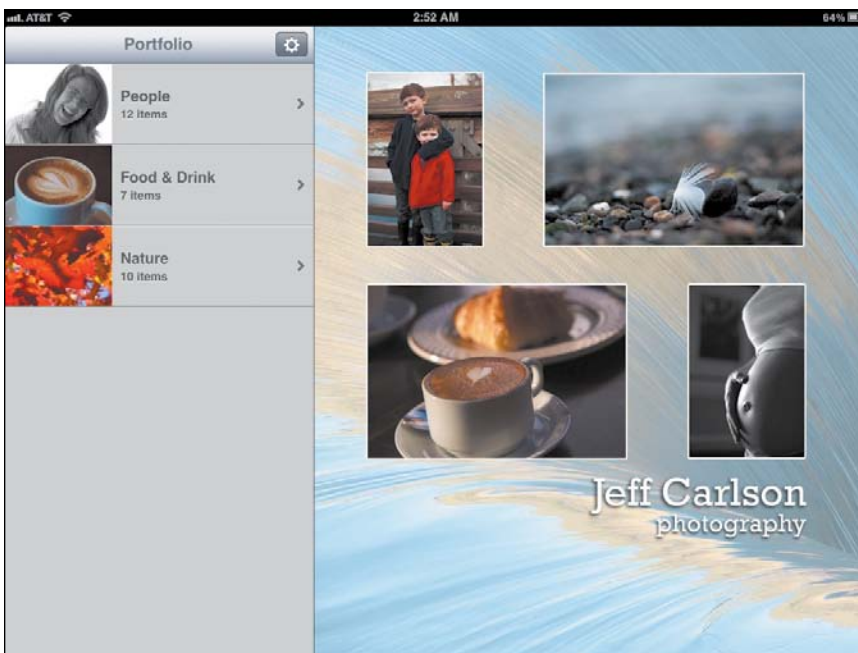 AT&T
2:52 AM
64%
Portfolio
People
12 items
Food & Drink
7 items
Nature
10 items
Jeff Carlson
photography